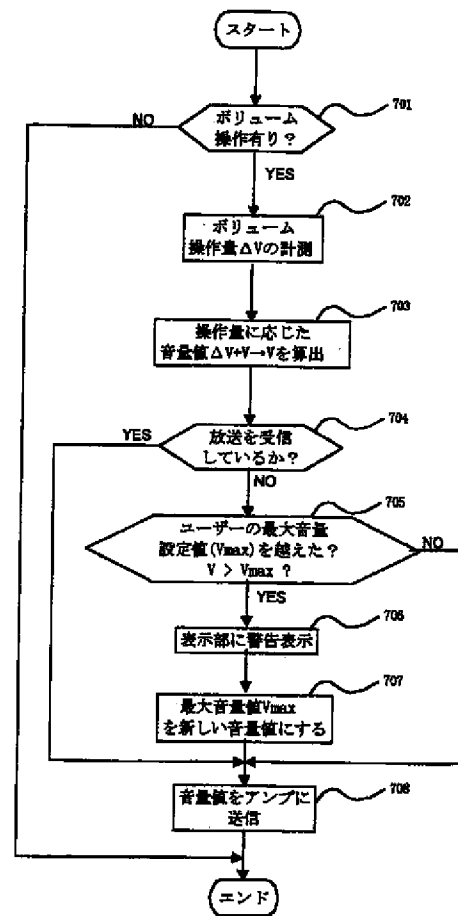 スタート
701
ボリューム
操作有り？
NO
YES
702
ボリューム
操作量ΔVの計測
703
操作量に応じた
音量値ΔV+V→Vを算出
704
YES
放送を受信
しているか？
NO
705
ユーザーの最大音量
設定値(Vmax)を越えた？
V > Vmax ？
NO
YES
706
表示部に警告表示
707
最大音量値Vmax
を新しい音量値にする
708
音量値をアンプに
送信
エンド